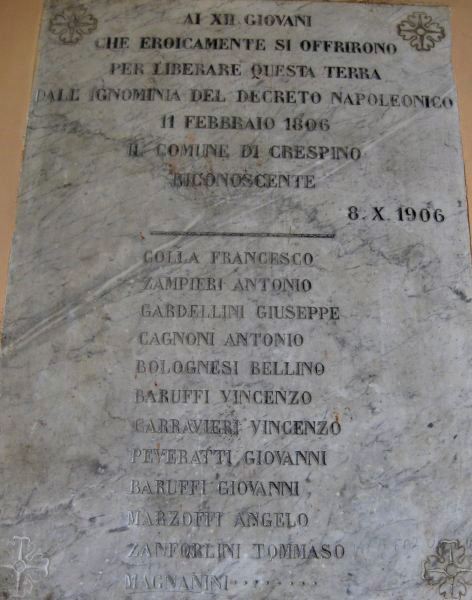 AI XII GIOVANI
CHE EROICAMENTE SI OFFRIRONO
PER LIBERARE QUESTA TERRA
DALL' IGNOMINIA DEL DECRETO NAPOLEONICO
11 FEBBRAIO 1806
IL COMUNE DI CRESPINO
RICONOSCENTE
8. X. 1906
COLLA FRANCESCO
ZAMPIERI ANTONIO
GARDELLINI GIUSEPPE
CAGNONI ANTONIO
BOLOGNESI BELLINO
BARUFFI VINCENZO
GARRAVIERI VINCENZO
PEVERATTI GIOVANNI
BARUFFI GIOVANNI
MARZOFFI ANGELO
ZANFORLINI TOMMASO
MAGNANINI ·········